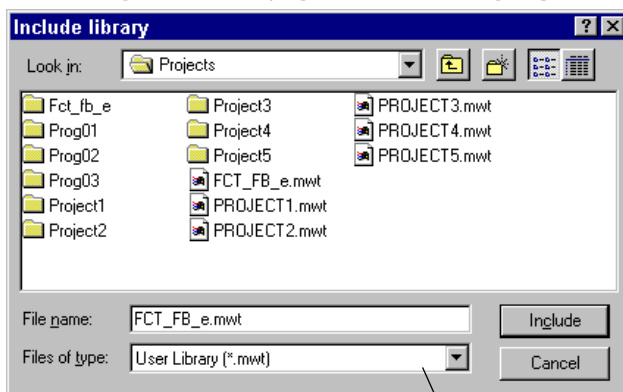 Include library
Look in: Projects
Fct_fb_e Project3 PROJECT3.mwt
Prog01 Project4 PROJECT4.mwt
Prog02 Project5 PROJECT5.mwt
Prog03 FCT_FB_e.mwt
Project1 PROJECT1.mwt
Project2 PROJECT2.mwt
File name: FCT_FB_e.mwt Include
Files of type: User Library (*.mwt) Cancel